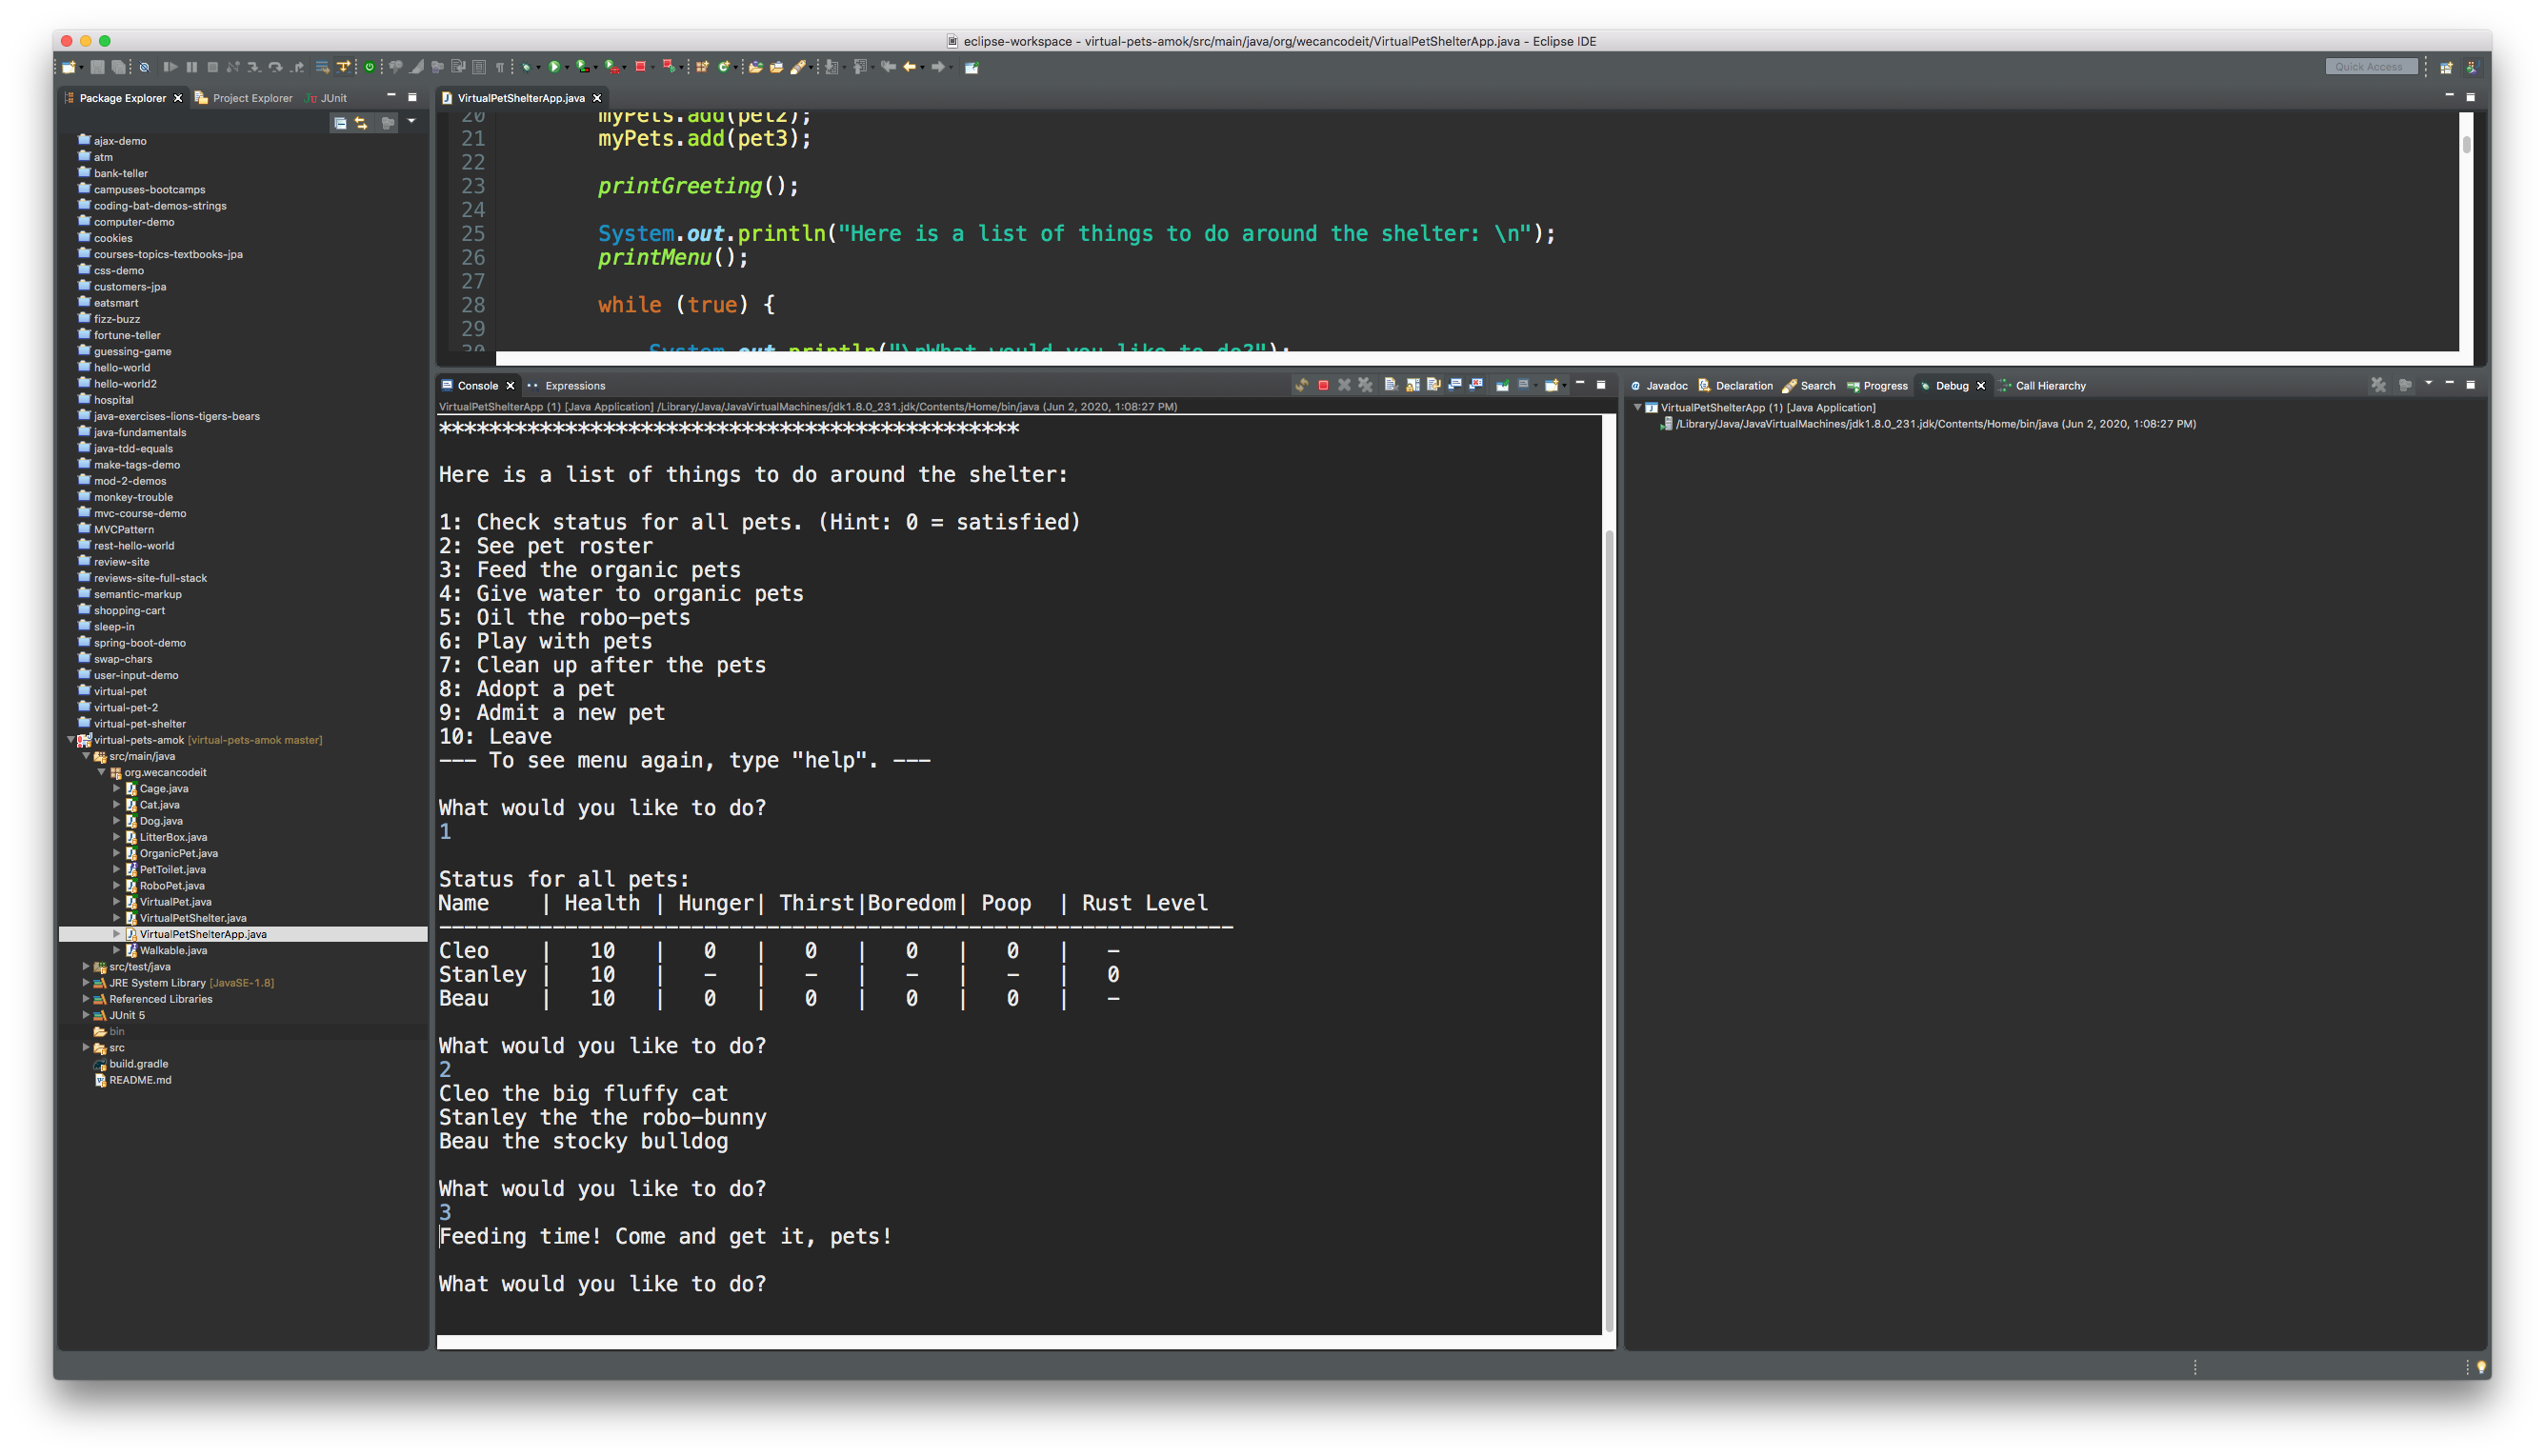 eclipse-workspace - virtual-pets-amok/src/main/java/org/wecancodeit/VirtualPetShelterApp.java - Eclipse IDE
Quick Access
Package Explorer
Project Explorer
JUnit
ajax-demo
atm
bank-teller
campuses-bootcamps
coding-bat-demos-strings
computer-demo
cookies
courses-topics-textbooks-jpa
css-demo
customers-jpa
eatsmart
fizz-buzz
fortune-teller
guessing-game
hello-world
hello-world2
hospital
java-exercises-lions-tigers-bears
java-fundamentals
java-tdd-equals
make-tags-demo
mod-2-demos
monkey-trouble
mvc-course-demo
MVCPattern
rest-hello-world
review-site
reviews-site-full-stack
semantic-markup
shopping-cart
sleep-in
spring-boot-demo
swap-chars
user-input-demo
virtual-pet
virtual-pet-2
virtual-pet-shelter
virtual-pets-amok [virtual-pets-amok master]
src/main/java
org.wecancodeit
Cage.java
Cat.java
Dog.java
LitterBox.java
OrganicPet.java
PetToilet.java
RoboPet.java
VirtualPet.java
VirtualPetShelter.java
VirtualPetShelterApp.java
Walkable.java
src/test/java
JRE System Library [JavaSE-1.8]
Referenced Libraries
JUnit 5
bin
src
build.gradle
README.md
VirtualPetShelterApp.java
20 myPets.add(pet2);
21 myPets.add(pet3);
22
23 printGreeting();
24
25 System.out.println("Here is a list of things to do around the shelter: \n");
26 printMenu();
27
28 while (true) {
29
30 System.out.println("\nWhat would you like to do?");
Console
Expressions
VirtualPetShelterApp (1) [Java Application] /Library/Java/JavaVirtualMachines/jdk1.8.0_231.jdk/Contents/Home/bin/java (Jun 2, 2020, 1:08:27 PM)
**********************************************
Here is a list of things to do around the shelter:
1: Check status for all pets. (Hint: 0 = satisfied)
2: See pet roster
3: Feed the organic pets
4: Give water to organic pets
5: Oil the robo-pets
6: Play with pets
7: Clean up after the pets
8: Adopt a pet
9: Admit a new pet
10: Leave
--- To see menu again, type "help". ---
What would you like to do?
1
Status for all pets:
Name | Health | Hunger| Thirst|Boredom| Poop | Rust Level
---------------------------------------------------------------
Cleo | 10 | 0 | 0 | 0 | 0 | -
Stanley | 10 | - | - | - | - | 0
Beau | 10 | 0 | 0 | 0 | 0 | -
What would you like to do?
2
Cleo the big fluffy cat
Stanley the the robo-bunny
Beau the stocky bulldog
What would you like to do?
3
Feeding time! Come and get it, pets!
What would you like to do?
Javadoc
Declaration
Search
Progress
Debug
Call Hierarchy
VirtualPetShelterApp (1) [Java Application]
/Library/Java/JavaVirtualMachines/jdk1.8.0_231.jdk/Contents/Home/bin/java (Jun 2, 2020, 1:08:27 PM)